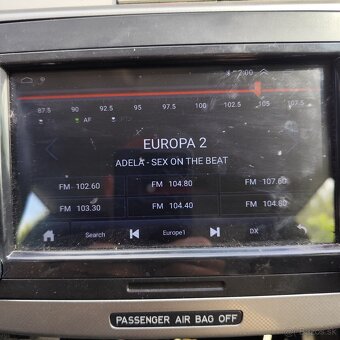 2:00
87.5 90 92.5 95 97.5 100 102.5 105 107.5
AF
EUROPA 2
ADELA - SEX ON THE BEAT
FM 102.60 FM 104.80 FM 107.60
FM 103.30 FM 104.40 FM 104.80
Search Europe1 DX
PASSENGER AIR BAG OFF